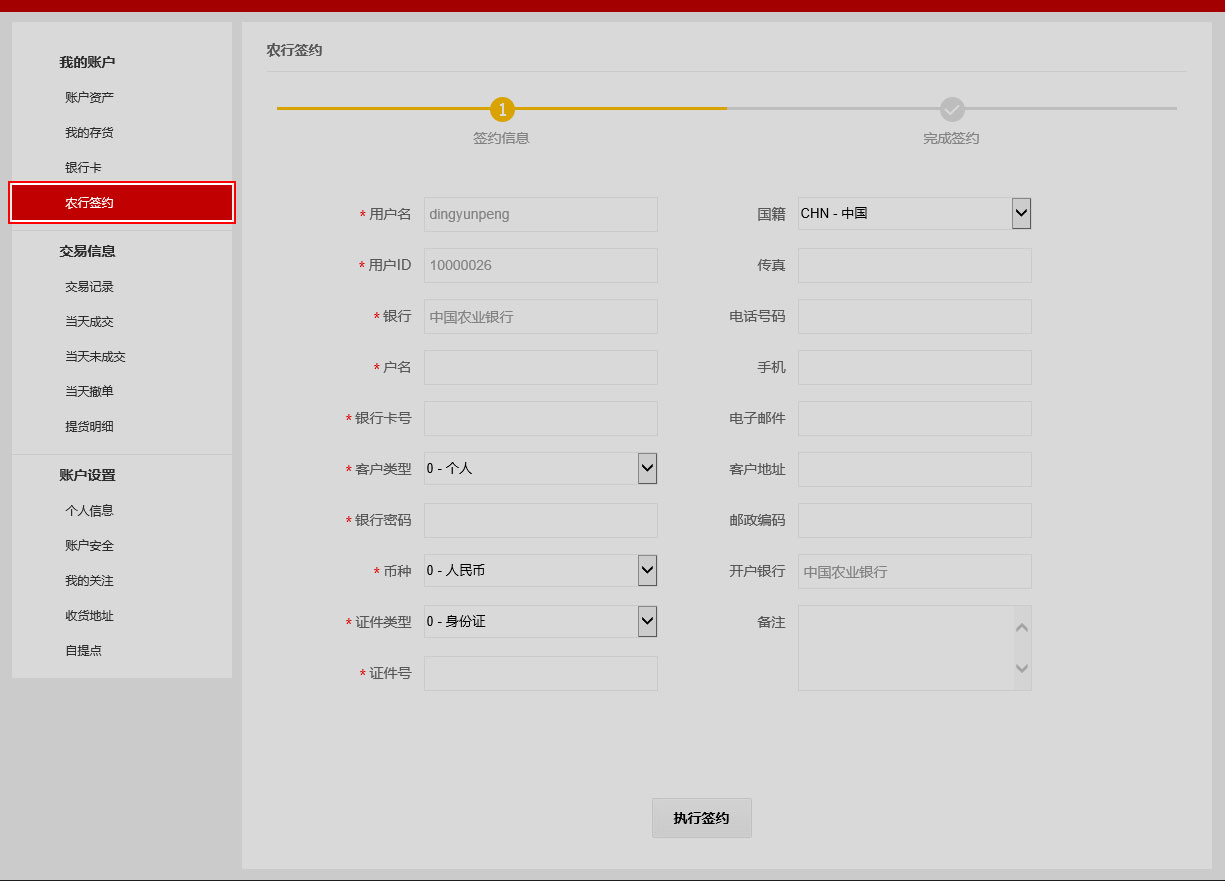 我的账户
账户资产
我的存货
银行卡
农行签约
交易信息
交易记录
当天成交
当天未成交
当天撤单
提货明细
账户设置
个人信息
账户安全
我的关注
收货地址
自提点
农行签约
1
签约信息
完成签约
* 用户名 dingyunpeng
国籍 CHN - 中国
* 用户ID 10000026
传真
* 银行 中国农业银行
电话号码
* 户名
手机
* 银行卡号
电子邮件
* 客户类型 0 - 个人
客户地址
* 银行密码
邮政编码
* 币种 0 - 人民币
开户银行 中国农业银行
* 证件类型 0 - 身份证
备注
* 证件号
执行签约